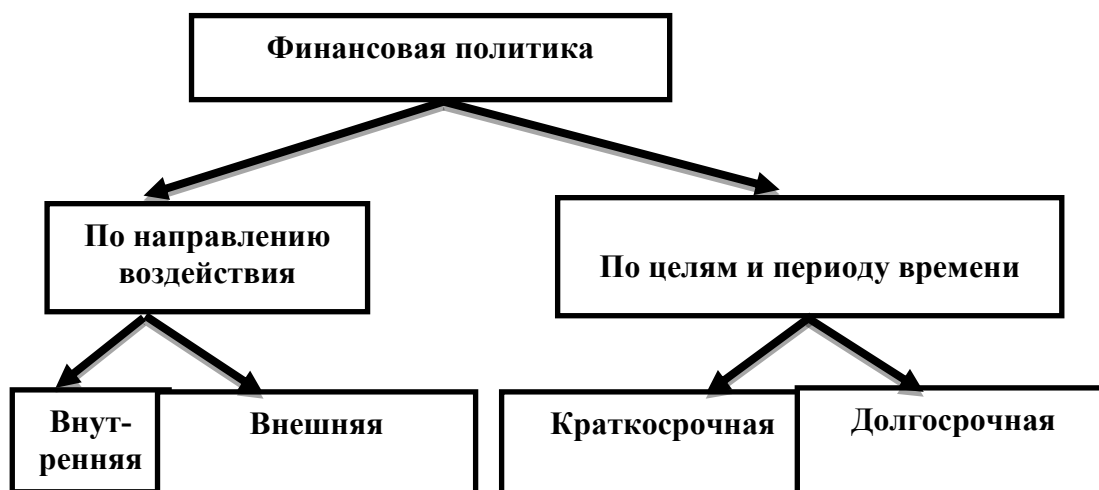 Финансовая политика
По направлению
воздействия
По целям и периоду времени
Внут-
ренняя
Внешняя
Краткосрочная
Долгосрочная